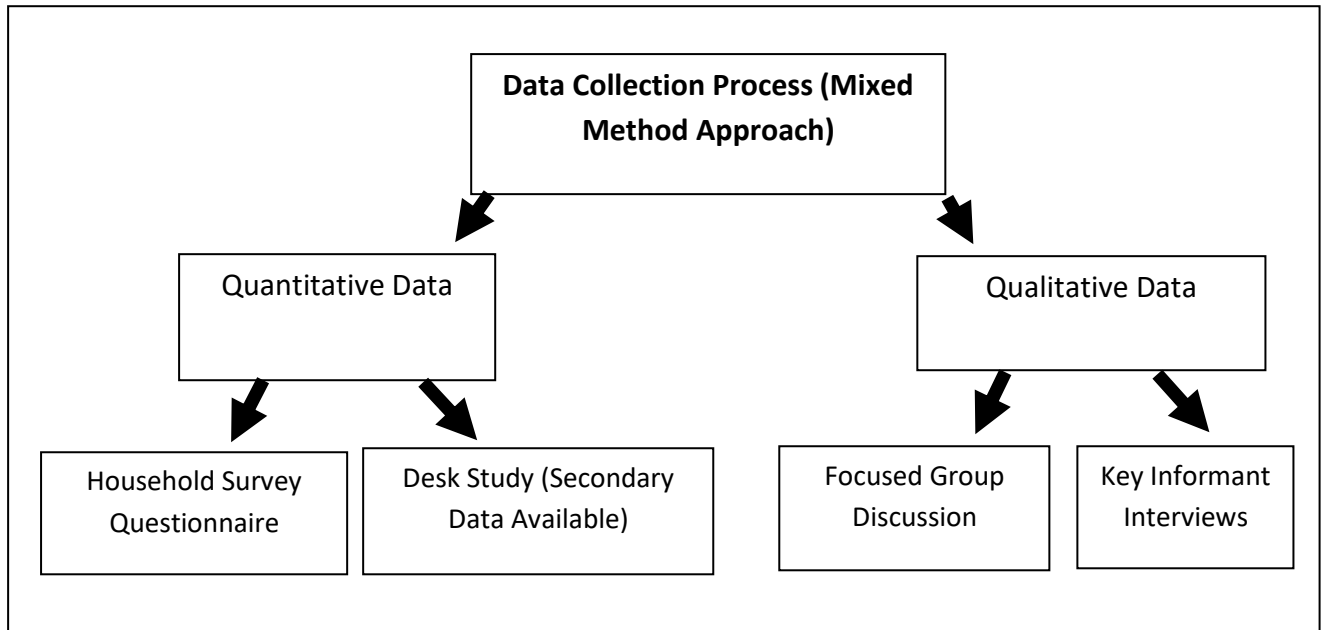 Data Collection Process (Mixed
Method Approach)
Quantitative Data
Qualitative Data
Household Survey
Questionnaire
Desk Study (Secondary
Data Available)
Focused Group
Discussion
Key Informant
Interviews